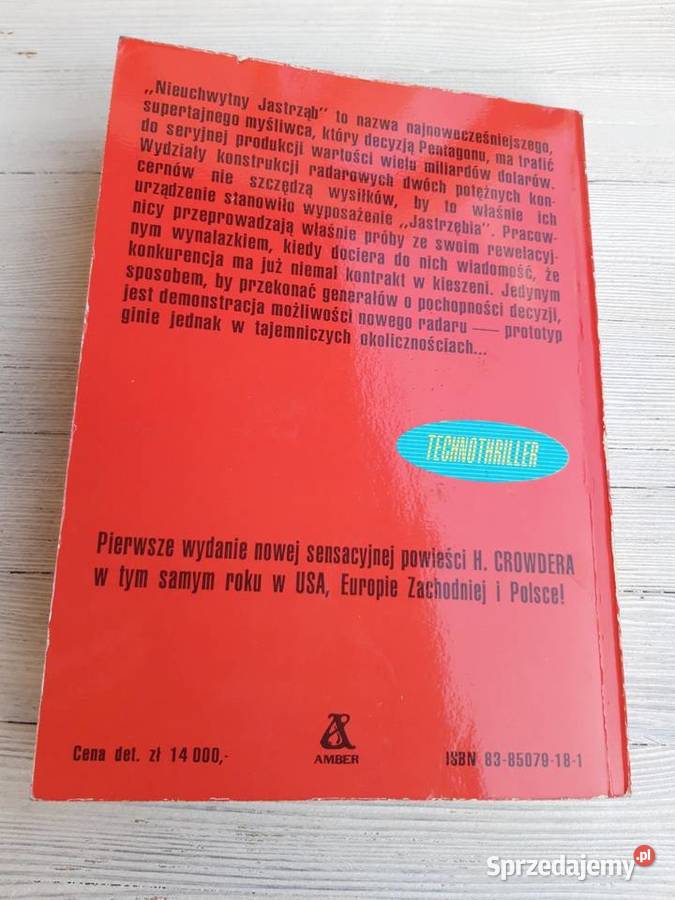 „Nieuchwytny Jastrząb" to nazwa najnowocześniejszego,
supertajnego myśliwca, który decyzją Pentagonu, ma trafić
do seryjnej produkcji wartości wielu miliardów dolarów.
Wydziały konstrukcji radarowych dwóch potężnych kon-
cernów nie szczędzą wysiłków, by to właśnie ich
urządzenie stanowiło wyposażenie „Jastrzębia". Pracow-
nicy przeprowadzają właśnie próby ze swoim rewelacyj-
nym wynalazkiem, kiedy dociera do nich wiadomość, że
konkurencja ma już niemal kontrakt w kieszeni. Jedynym
sposobem, by przekonać generałów o pochopności decyzji,
jest demonstracja możliwości nowego radaru — prototyp
ginie jednak w tajemniczych okolicznościach...
TECHNOTHRILLER
Pierwsze wydanie nowej sensacyjnej powieści H. CROWDERA
w tym samym roku w USA, Europie Zachodniej i Polsce!
Cena det. zł 14 000,-
AMBER
ISBN 83-85079-18-1
Sprzedajemy.pl